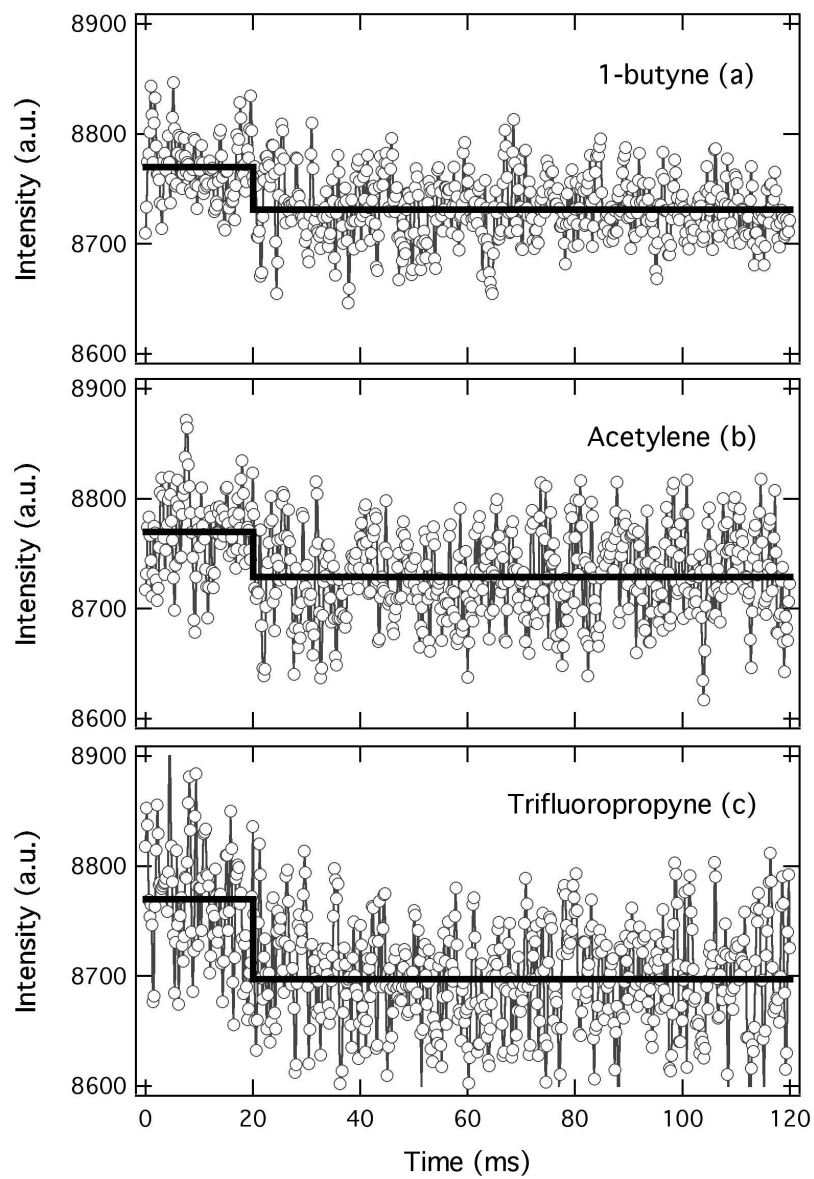 8900
1-butyne (a)
8800
Intensity (a.u.)
8700
8600
8900
Acetylene (b)
8800
Intensity (a.u.)
8700
8600
8900
Trifluoropropyne (c)
8800
Intensity (a.u.)
8700
8600
0 20 40 60 80 100 120
Time (ms)